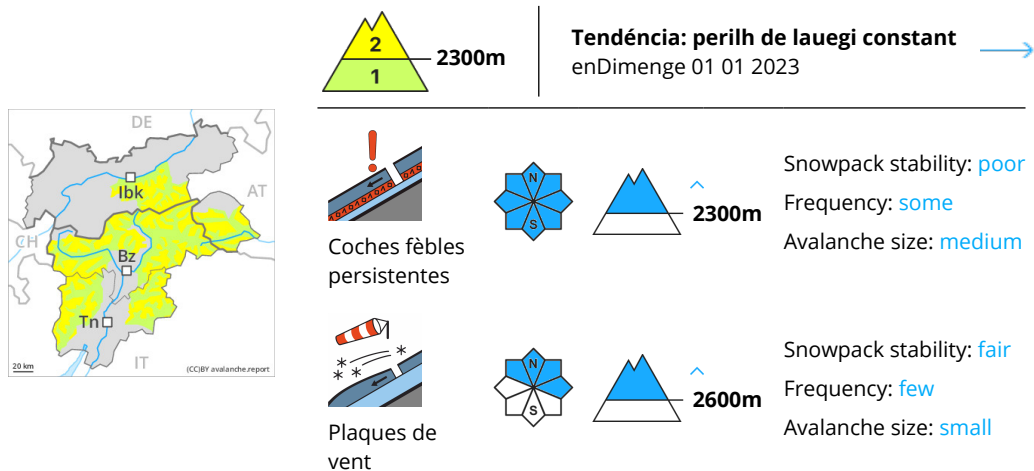 2
1
2300m
Tendéncia: perilh de lauegi constant
enDimenge 01 01 2023
DE
Ibk
AT
CH
Bz
Tn
IT
20 km
(CC)BY avalanche.report
Coches fèbles
persistentes
N
S
2300m
Snowpack stability: poor
Frequency: some
Avalanche size: medium
Plaques de
vent
N
S
2600m
Snowpack stability: fair
Frequency: few
Avalanche size: small